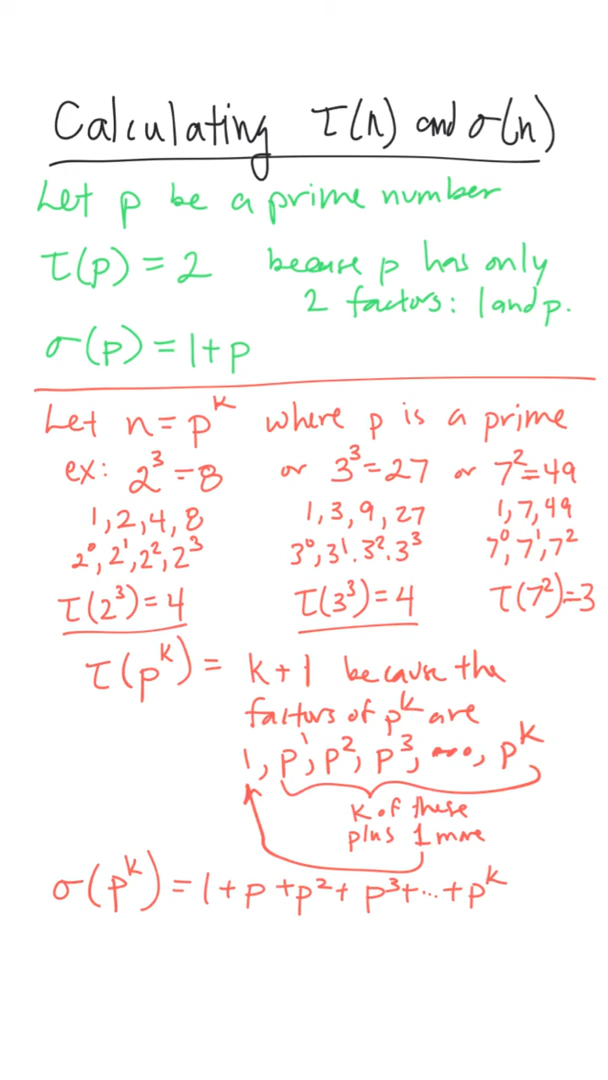 Calculating τ(n) and σ(n)
Let p be a prime number
τ(p) = 2 because p has only
2 factors: 1 and p.
σ(p) = 1+p
Let n = p^k where p is a prime
ex: 2^3 = 8 or 3^3 = 27 or 7^2 = 49
1, 2, 4, 8 1, 3, 9, 27 1, 7, 49
2^0, 2^1, 2^2, 2^3 3^0, 3^1, 3^2, 3^3 7^0, 7^1, 7^2
τ(2^3) = 4 τ(3^3) = 4 τ(7^2) = 3
τ(p^k) = k+1 because the
factors of p^k are
1, p^1, p^2, p^3, ..., p^k
k of these
plus 1 more
σ(p^k) = 1 + p + p^2 + p^3 + ... + p^k